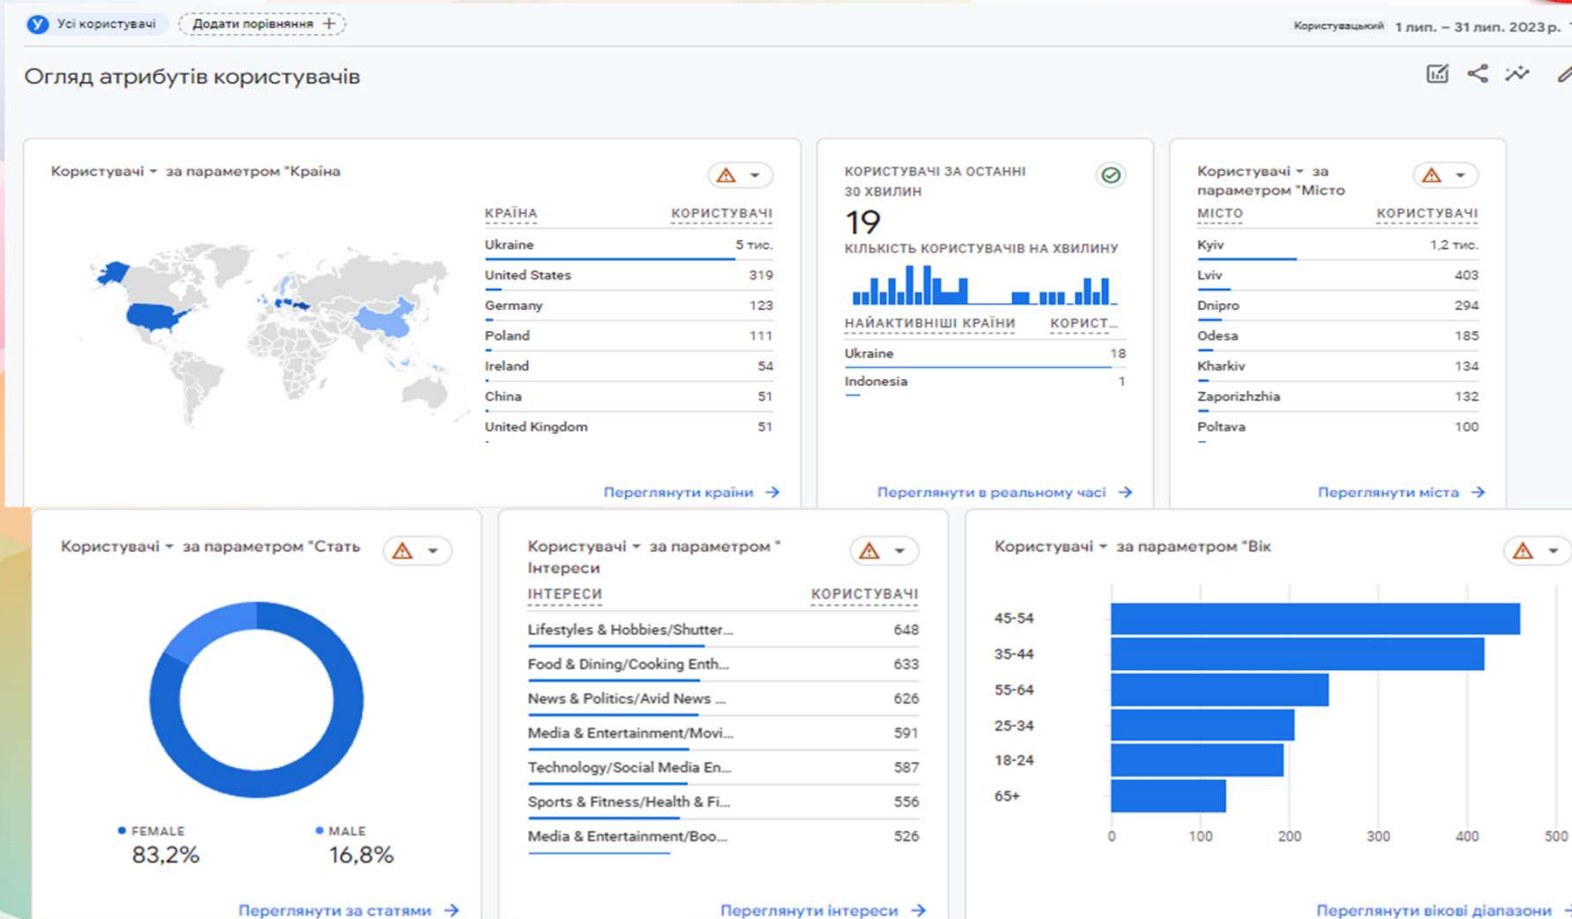 У Усі користувачі Додати порівняння +
Користувацький 1 лип. – 31 лип. 2023 р.
Огляд атрибутів користувачів
Користувачі за параметром "Країна
КРАЇНА КОРИСТУВАЧІ
Ukraine 5 тис.
United States 319
Germany 123
Poland 111
Ireland 54
China 51
United Kingdom 51
Переглянути країни →
КОРИСТУВАЧІ ЗА ОСТАННІ
30 ХВИЛИН
19
КІЛЬКІСТЬ КОРИСТУВАЧІВ НА ХВИЛИНУ
НАЙАКТИВНІШІ КРАЇНИ КОРИСТ...
Ukraine 18
Indonesia 1
Переглянути в реальному часі →
Користувачі за
параметром "Місто
МІСТО КОРИСТУВАЧІ
Kyiv 1,2 тис.
Lviv 403
Dnipro 294
Odesa 185
Kharkiv 134
Zaporizhzhia 132
Poltava 100
Переглянути міста →
Користувачі за параметром "Стать
FEMALE MALE
83,2% 16,8%
Переглянути за статями →
Користувачі за параметром "
Інтереси
ІНТЕРЕСИ КОРИСТУВАЧІ
Lifestyles & Hobbies/Shutter... 648
Food & Dining/Cooking Enth... 633
News & Politics/Avid News ... 626
Media & Entertainment/Movi... 591
Technology/Social Media En... 587
Sports & Fitness/Health & Fi... 556
Media & Entertainment/Boo... 526
Переглянути інтереси →
Користувачі за параметром "Вік
45-54
35-44
55-64
25-34
18-24
65+
0 100 200 300 400 500
Переглянути вікові діапазони